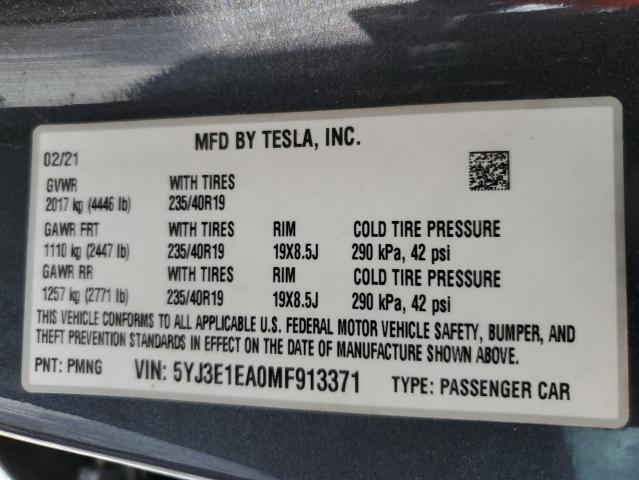 MFD BY TESLA, INC.
02/21
GVWR WITH TIRES
2017 kg (4446 lb) 235/40R19
GAWR FRT WITH TIRES RIM COLD TIRE PRESSURE
1110 kg (2447 lb) 235/40R19 19X8.5J 290 kPa, 42 psi
GAWR RR WITH TIRES RIM COLD TIRE PRESSURE
1257 kg (2771 lb) 235/40R19 19X8.5J 290 kPa, 42 psi
THIS VEHICLE CONFORMS TO ALL APPLICABLE U.S. FEDERAL MOTOR VEHICLE SAFETY, BUMPER, AND
THEFT PREVENTION STANDARDS IN EFFECT ON THE DATE OF MANUFACTURE SHOWN ABOVE.
PNT: PMNG VIN: 5YJ3E1EA0MF913371 TYPE: PASSENGER CAR